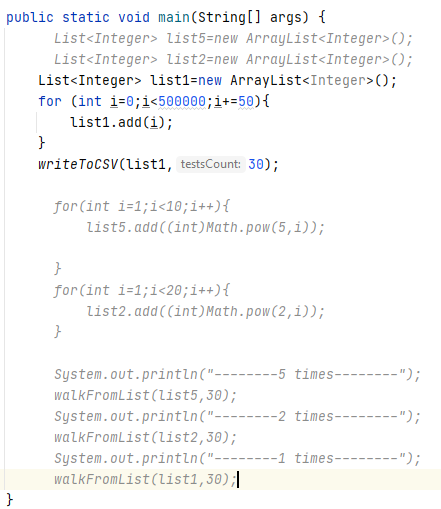 public static void main(String[] args) {
List<Integer> list5=new ArrayList<Integer>();
List<Integer> list2=new ArrayList<Integer>();
List<Integer> list1=new ArrayList<Integer>();
for (int i=0;i<500000;i+=50){
list1.add(i);
}
writeToCSV(list1, testsCount: 30);
for(int i=1;i<10;i++){
list5.add((int)Math.pow(5,i));
}
for(int i=1;i<20;i++){
list2.add((int)Math.pow(2,i));
}
System.out.println("--------5 times--------");
walkFromList(list5,30);
System.out.println("--------2 times--------");
walkFromList(list2,30);
System.out.println("--------1 times--------");
walkFromList(list1,30);
}